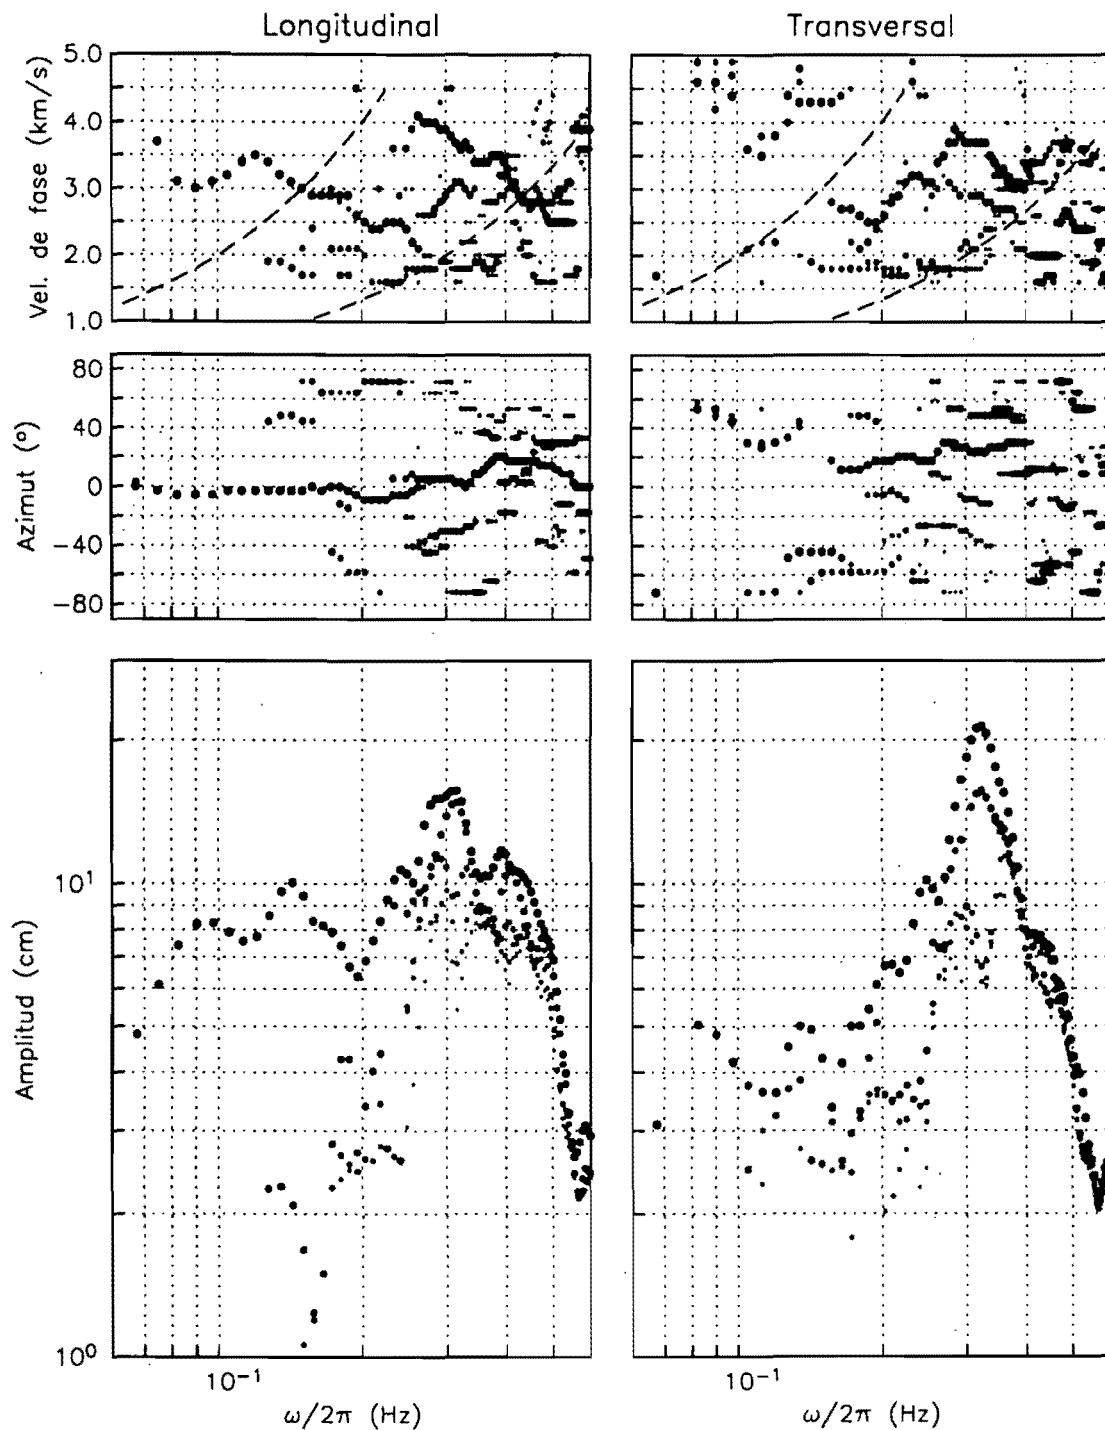 Longitudinal Transversal
Vel. de fase (km/s)
5.0
4.0
3.0
2.0
1.0
Azimut (º)
80
40
0
-40
-80
Amplitud (cm)
10¹
10⁰
10⁻¹ 10⁻¹
ω/2π (Hz) ω/2π (Hz)